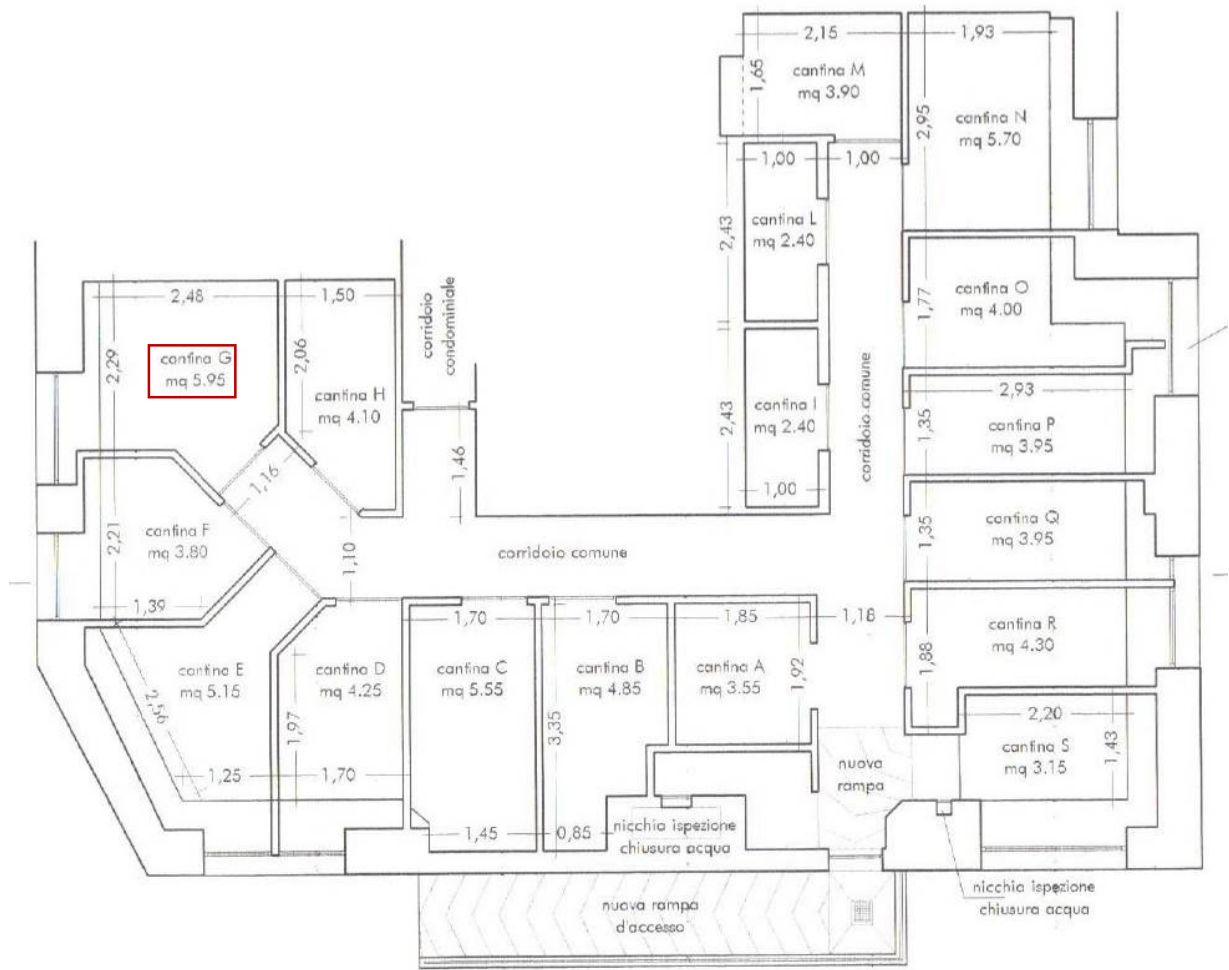 2,15
1,93
1,65
cantina M
mq 3.90
2,95
cantina N
mq 5.70
1,00
1,00
cantina L
mq 2.40
2,43
1,77
cantina O
mq 4.00
2,48
1,50
corridoio
condominiale
2,29
cantina G
mq 5.95
2,06
cantina H
mq 4.10
2,43
cantina I
mq 2.40
corridoio comune
2,93
1,35
cantina P
mq 3.95
1,16
1,46
1,00
2,21
cantina F
mq 3.80
1,10
corridoio comune
1,35
cantina Q
mq 3.95
1,39
1,70
1,70
1,85
1,18
cantina E
mq 5.15
cantina D
mq 4.25
cantina C
mq 5.55
cantina B
mq 4.85
cantina A
mq 3.55
1,92
1,88
cantina R
mq 4.30
2,56
1,97
3,35
2,20
cantina S
mq 3.15
1,43
1,25
1,70
nuova
rampa
1,45
0,85
nicchia ispezione
chiusura acqua
nicchia ispezione
chiusura acqua
nuova rampa
d'accesso